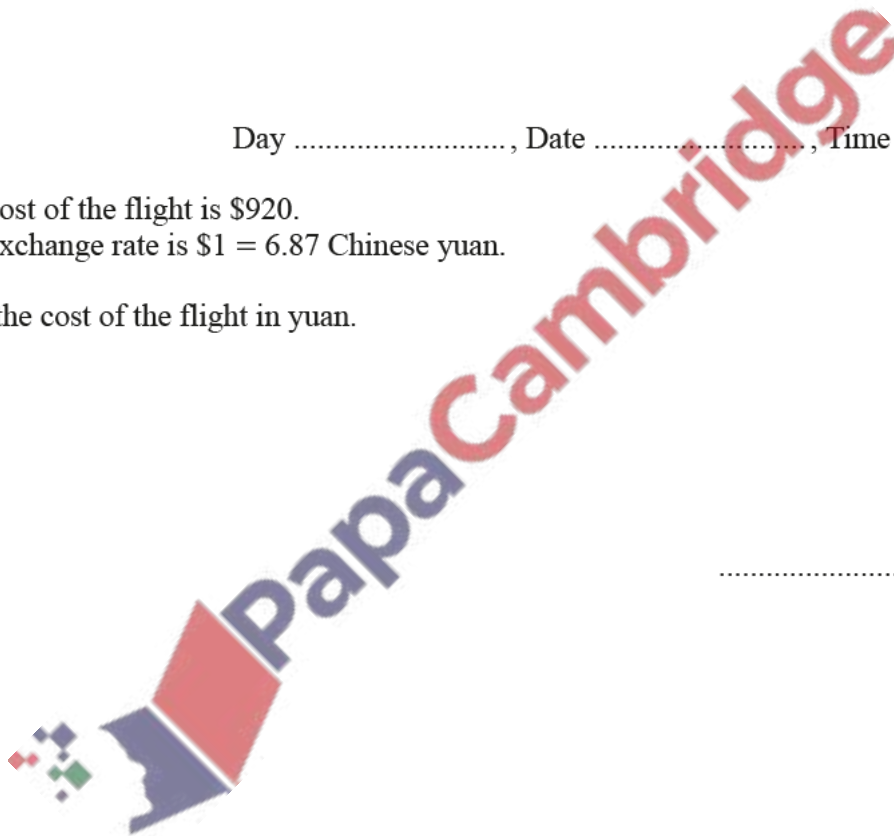 Day ..........................., Date ..........................., Time
ost of the flight is $920.
xchange rate is $1 = 6.87 Chinese yuan.
the cost of the flight in yuan.
PapaCambridge
......................